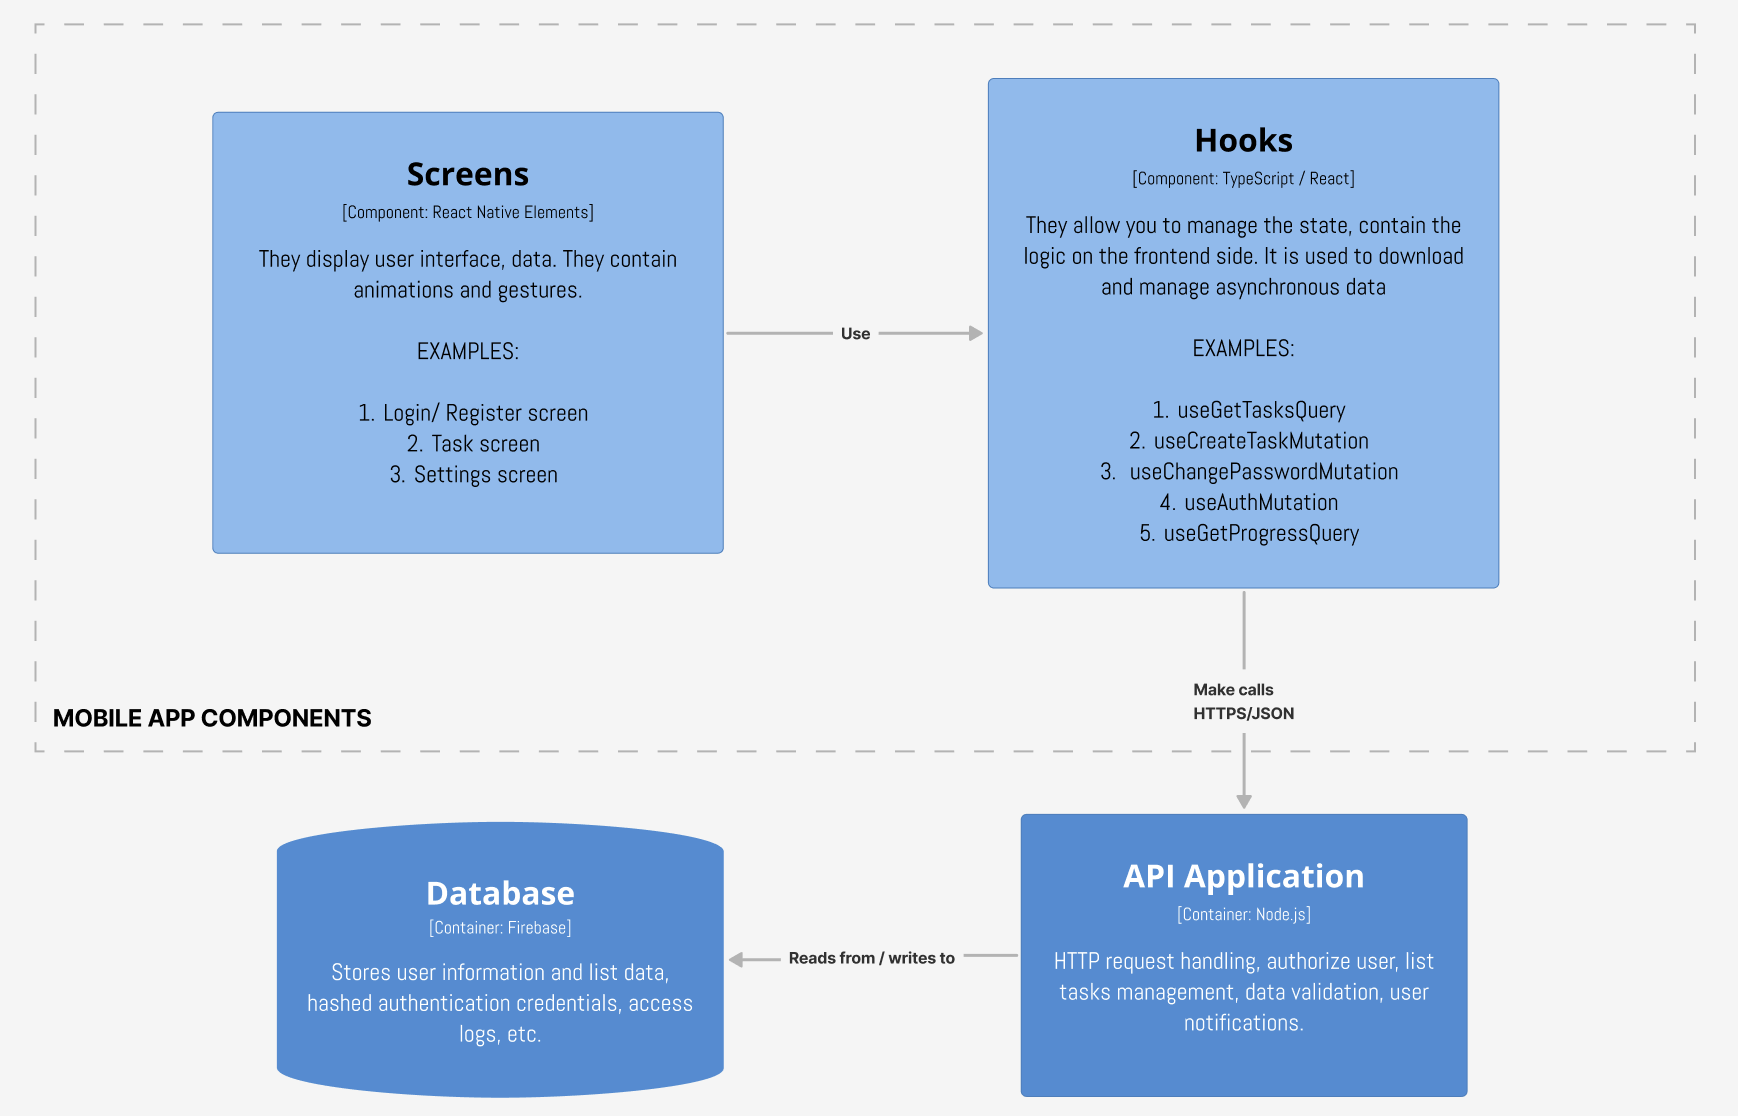 Screens
[Component: React Native Elements]
They display user interface, data. They contain
animations and gestures.
EXAMPLES:
1. Login/ Register screen
2. Task screen
3. Settings screen
Use
Hooks
[Component: TypeScript / React]
They allow you to manage the state, contain the
logic on the frontend side. It is used to download
and manage asynchronous data
EXAMPLES:
1. useGetTasksQuery
2. useCreateTaskMutation
3. useChangePasswordMutation
4. useAuthMutation
5. useGetProgressQuery
Make calls
HTTPS/JSON
MOBILE APP COMPONENTS
Database
[Container: Firebase]
Stores user information and list data,
hashed authentication credentials, access
logs, etc.
Reads from / writes to
API Application
[Container: Node.js]
HTTP request handling, authorize user, list
tasks management, data validation, user
notifications.